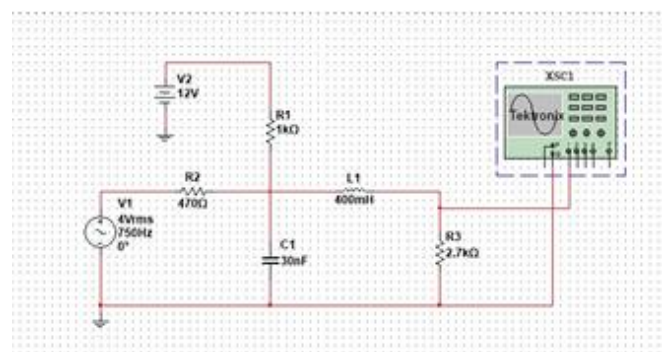 XSC1
Tektronix
V2
12V
R1
1kΩ
R2
470Ω
L1
400mH
V1
4Vrms
750Hz
0°
C1
30nF
R3
2.7kΩ